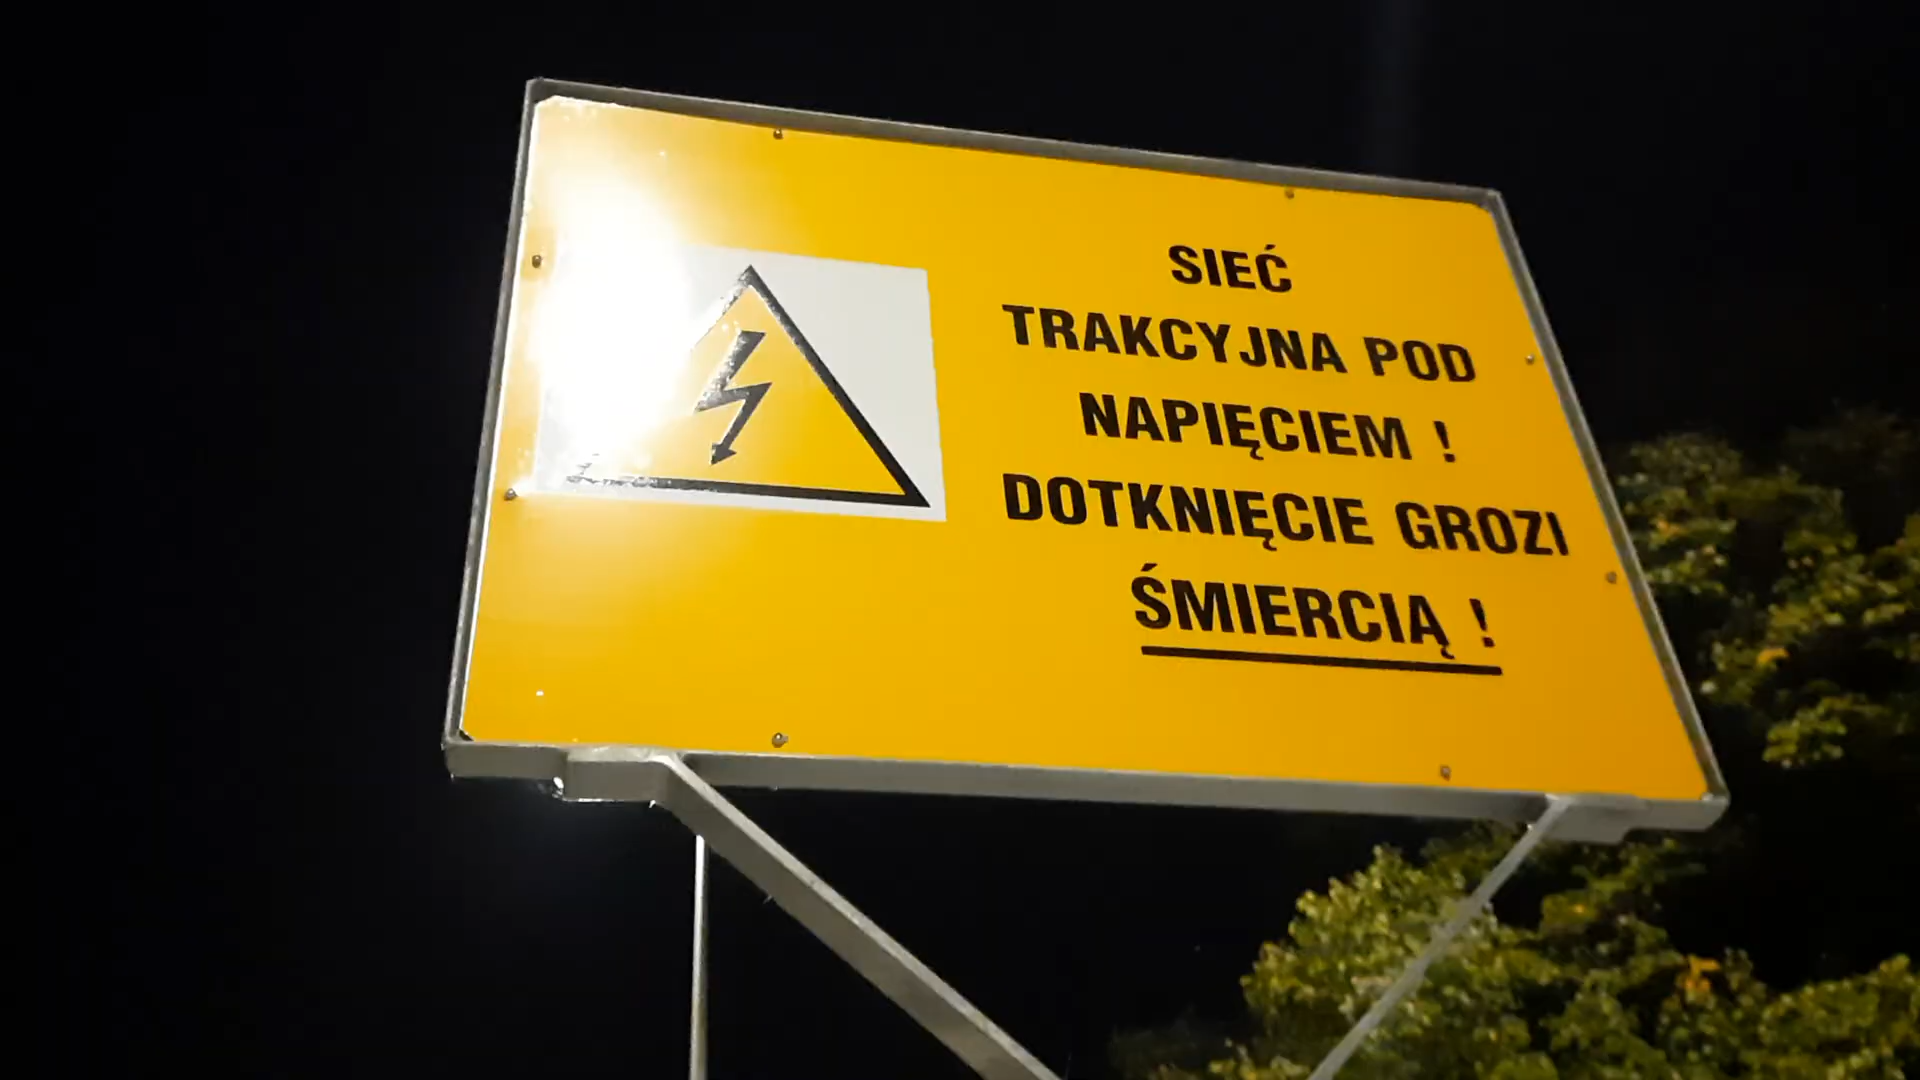 SIEĆ
TRAKCYJNA POD
NAPIĘCIEM !
DOTKNIĘCIE GROZI
ŚMIERCIĄ !